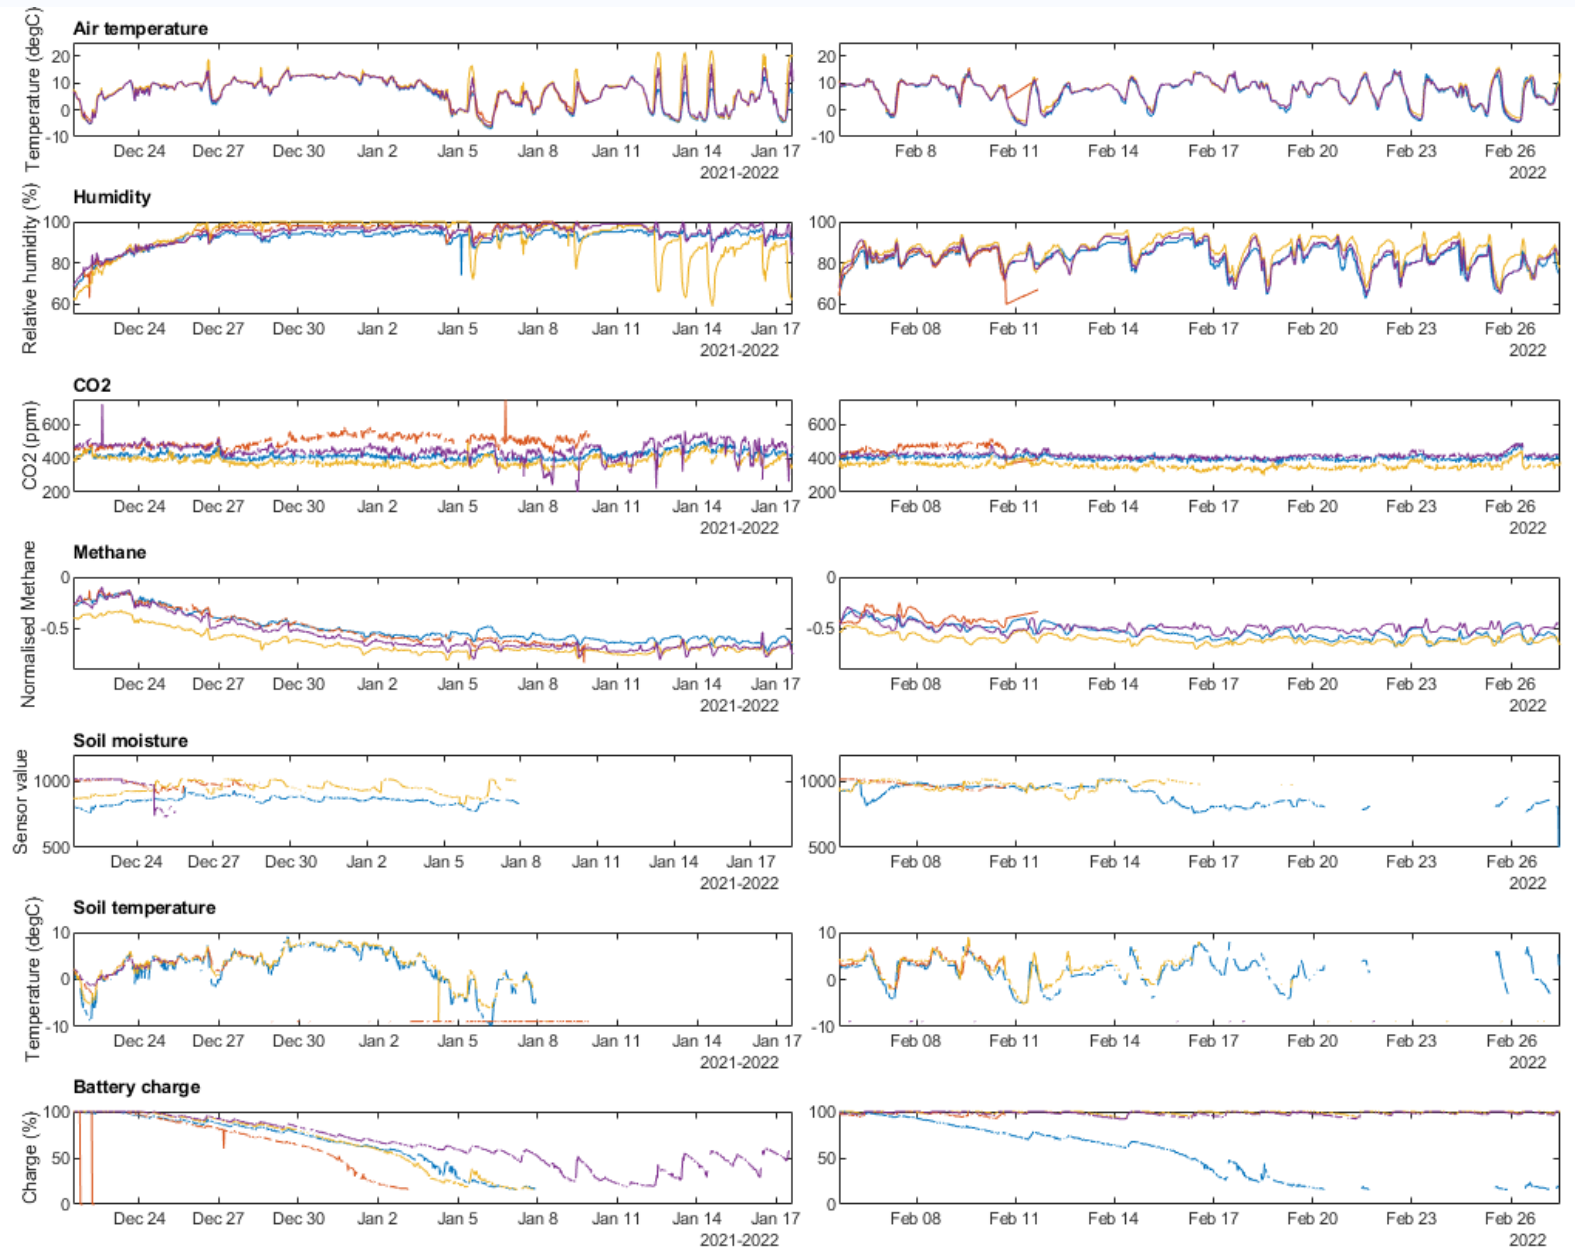 Air temperature
Temperature (degC)
20
10
0
-10
Dec 24 Dec 27 Dec 30 Jan 2 Jan 5 Jan 8 Jan 11 Jan 14 Jan 17
2021-2022
20
10
0
-10
Feb 8 Feb 11 Feb 14 Feb 17 Feb 20 Feb 23 Feb 26
2022
Humidity
Relative humidity (%)
100
80
60
Dec 24 Dec 27 Dec 30 Jan 2 Jan 5 Jan 8 Jan 11 Jan 14 Jan 17
2021-2022
100
80
60
Feb 08 Feb 11 Feb 14 Feb 17 Feb 20 Feb 23 Feb 26
2022
CO2
CO2 (ppm)
600
400
200
Dec 24 Dec 27 Dec 30 Jan 2 Jan 5 Jan 8 Jan 11 Jan 14 Jan 17
2021-2022
600
400
200
Feb 08 Feb 11 Feb 14 Feb 17 Feb 20 Feb 23 Feb 26
2022
Methane
Normalised Methane
0
-0.5
Dec 24 Dec 27 Dec 30 Jan 2 Jan 5 Jan 8 Jan 11 Jan 14 Jan 17
2021-2022
0
-0.5
Feb 08 Feb 11 Feb 14 Feb 17 Feb 20 Feb 23 Feb 26
2022
Soil moisture
Sensor value
1000
500
Dec 24 Dec 27 Dec 30 Jan 2 Jan 5 Jan 8 Jan 11 Jan 14 Jan 17
2021-2022
1000
500
Feb 08 Feb 11 Feb 14 Feb 17 Feb 20 Feb 23 Feb 26
2022
Soil temperature
Temperature (degC)
10
0
-10
Dec 24 Dec 27 Dec 30 Jan 2 Jan 5 Jan 8 Jan 11 Jan 14 Jan 17
2021-2022
10
0
-10
Feb 08 Feb 11 Feb 14 Feb 17 Feb 20 Feb 23 Feb 26
2022
Battery charge
Charge (%)
100
50
0
Dec 24 Dec 27 Dec 30 Jan 2 Jan 5 Jan 8 Jan 11 Jan 14 Jan 17
2021-2022
100
50
0
Feb 08 Feb 11 Feb 14 Feb 17 Feb 20 Feb 23 Feb 26
2022